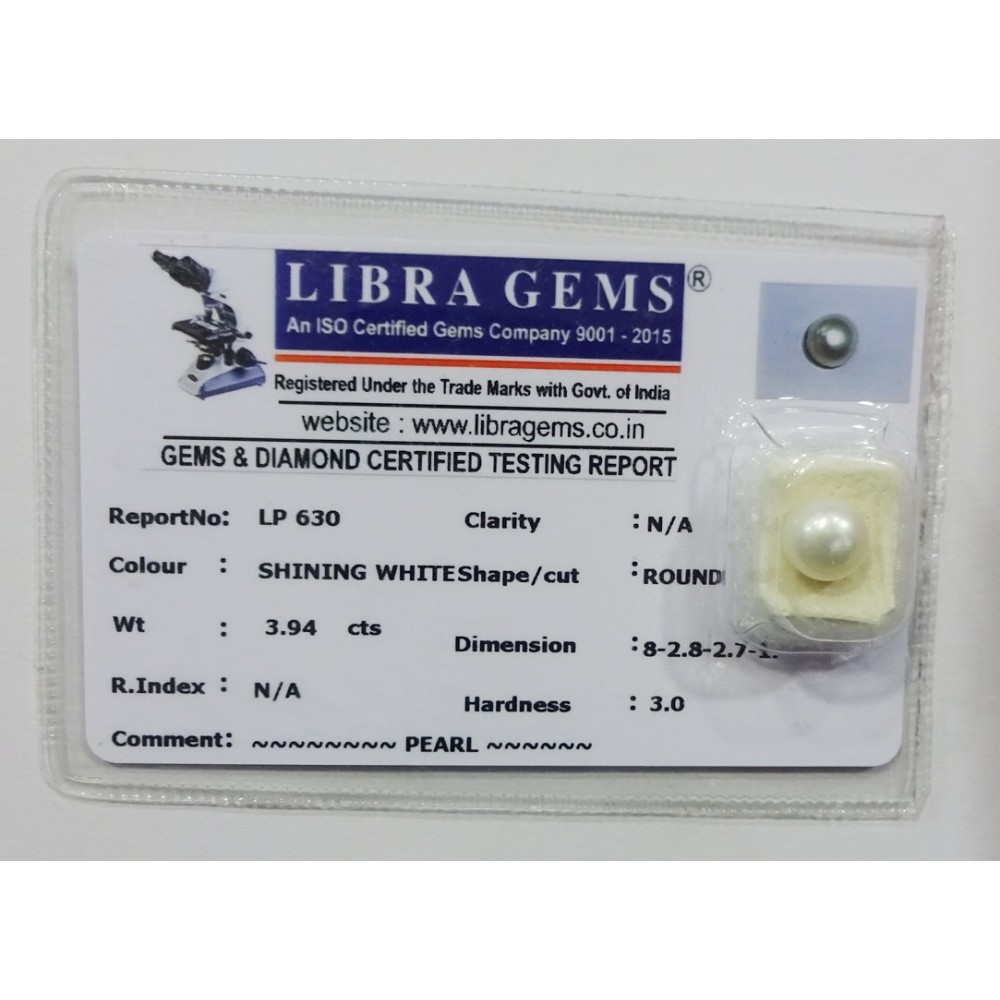 LIBRA GEMS®
An ISO Certified Gems Company 9001 - 2015
Registered Under the Trade Marks with Govt. of India
website : www.libragems.co.in
GEMS & DIAMOND CERTIFIED TESTING REPORT
ReportNo: LP 630 Clarity : N/A
Colour : SHINING WHITE Shape/cut : ROUND
Wt : 3.94 cts Dimension : 8-2.8-2.7-1.
R.Index : N/A Hardness : 3.0
Comment: ~~~~~~~~ PEARL ~~~~~~